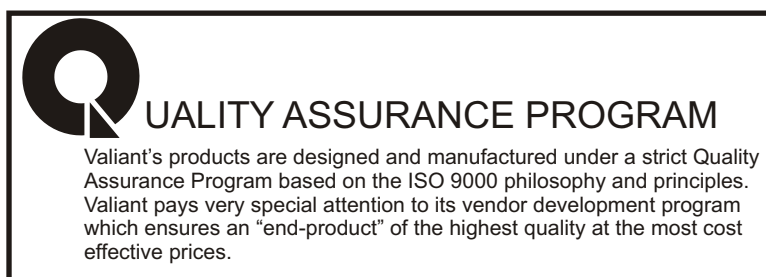 QUALITY ASSURANCE PROGRAM
Valiant's products are designed and manufactured under a strict Quality
Assurance Program based on the ISO 9000 philosophy and principles.
Valiant pays very special attention to its vendor development program
which ensures an “end-product” of the highest quality at the most cost
effective prices.